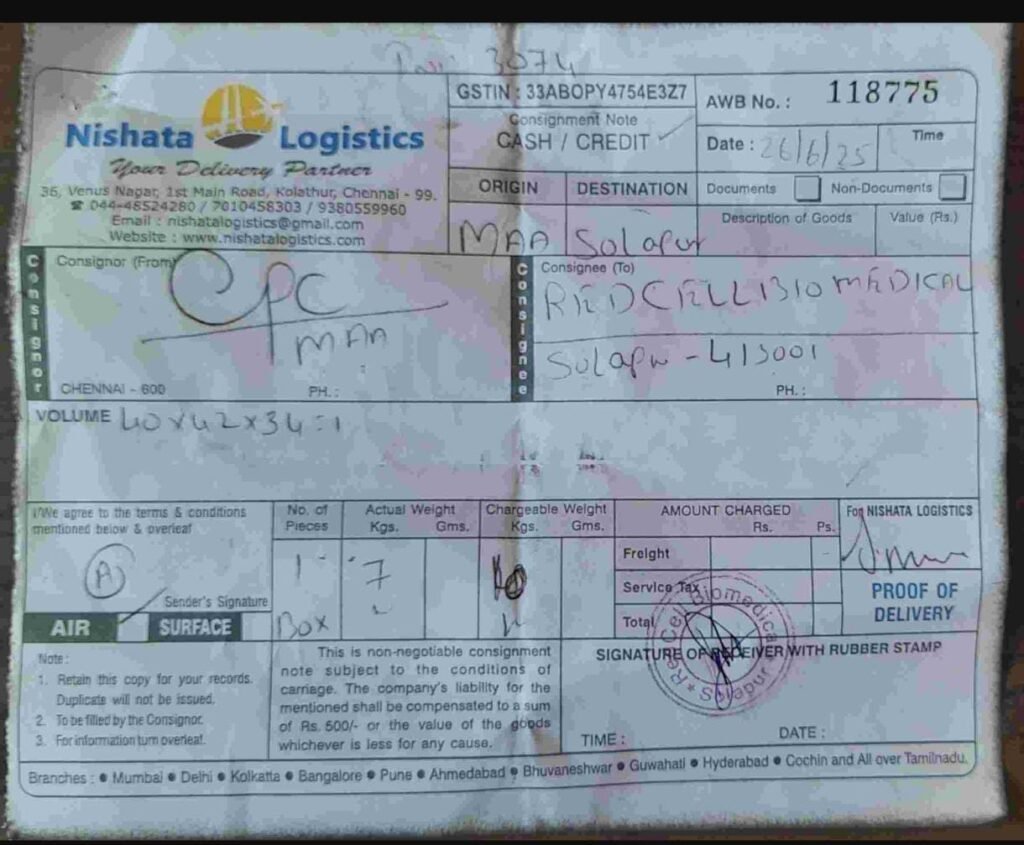 3074
Nishata Logistics
Your Delivery Partner
36, Venus Nagar, 1st Main Road, Kolathur, Chennai - 99.
☎ 044-48524280 / 7010458303 / 9380559960
Email : nishatalogistics@gmail.com
Website : www.nishatalogistics.com
GSTIN : 33ABOPY4754E3Z7
Consignment Note
CASH / CREDIT
AWB No. : 118775
Date : 26/6/25
Time
ORIGIN DESTINATION
MAA Solapur
Documents Non-Documents
Description of Goods Value (Rs.)
Consignor
Consignor (From)
CPC
MAA
CHENNAI - 600 PH. :
Consignee
Consignee (To)
REDCELL BIOMEDICAL
Solapur - 413001
PH. :
VOLUME 40x42x34=1
I/We agree to the terms & conditions
mentioned below & overleaf
A
Sender's Signature
AIR SURFACE
No. of Pieces
1
Box
Actual Weight
Kgs. Gms.
7
Chargeable Weight
Kgs. Gms.
AMOUNT CHARGED
Rs. Ps.
Freight
Service Tax
Total
For NISHATA LOGISTICS
PROOF OF
DELIVERY
Note :
1. Retain this copy for your records.
Duplicate will not be issued.
2. To be filled by the Consignor.
3. For information turn overleaf.
This is non-negotiable consignment
note subject to the conditions of
carriage. The company's liability for the
mentioned shall be compensated to a sum
of Rs. 500/- or the value of the goods
whichever is less for any cause.
SIGNATURE OF RECEIVER WITH RUBBER STAMP
Red Cell Biomedical
★ Solapur ★
TIME : DATE :
Branches : ● Mumbai ● Delhi ● Kolkatta ● Bangalore ● Pune ● Ahmedabad ● Bhuvaneshwar ● Guwahati ● Hyderabad ● Cochin and All over Tamilnadu.